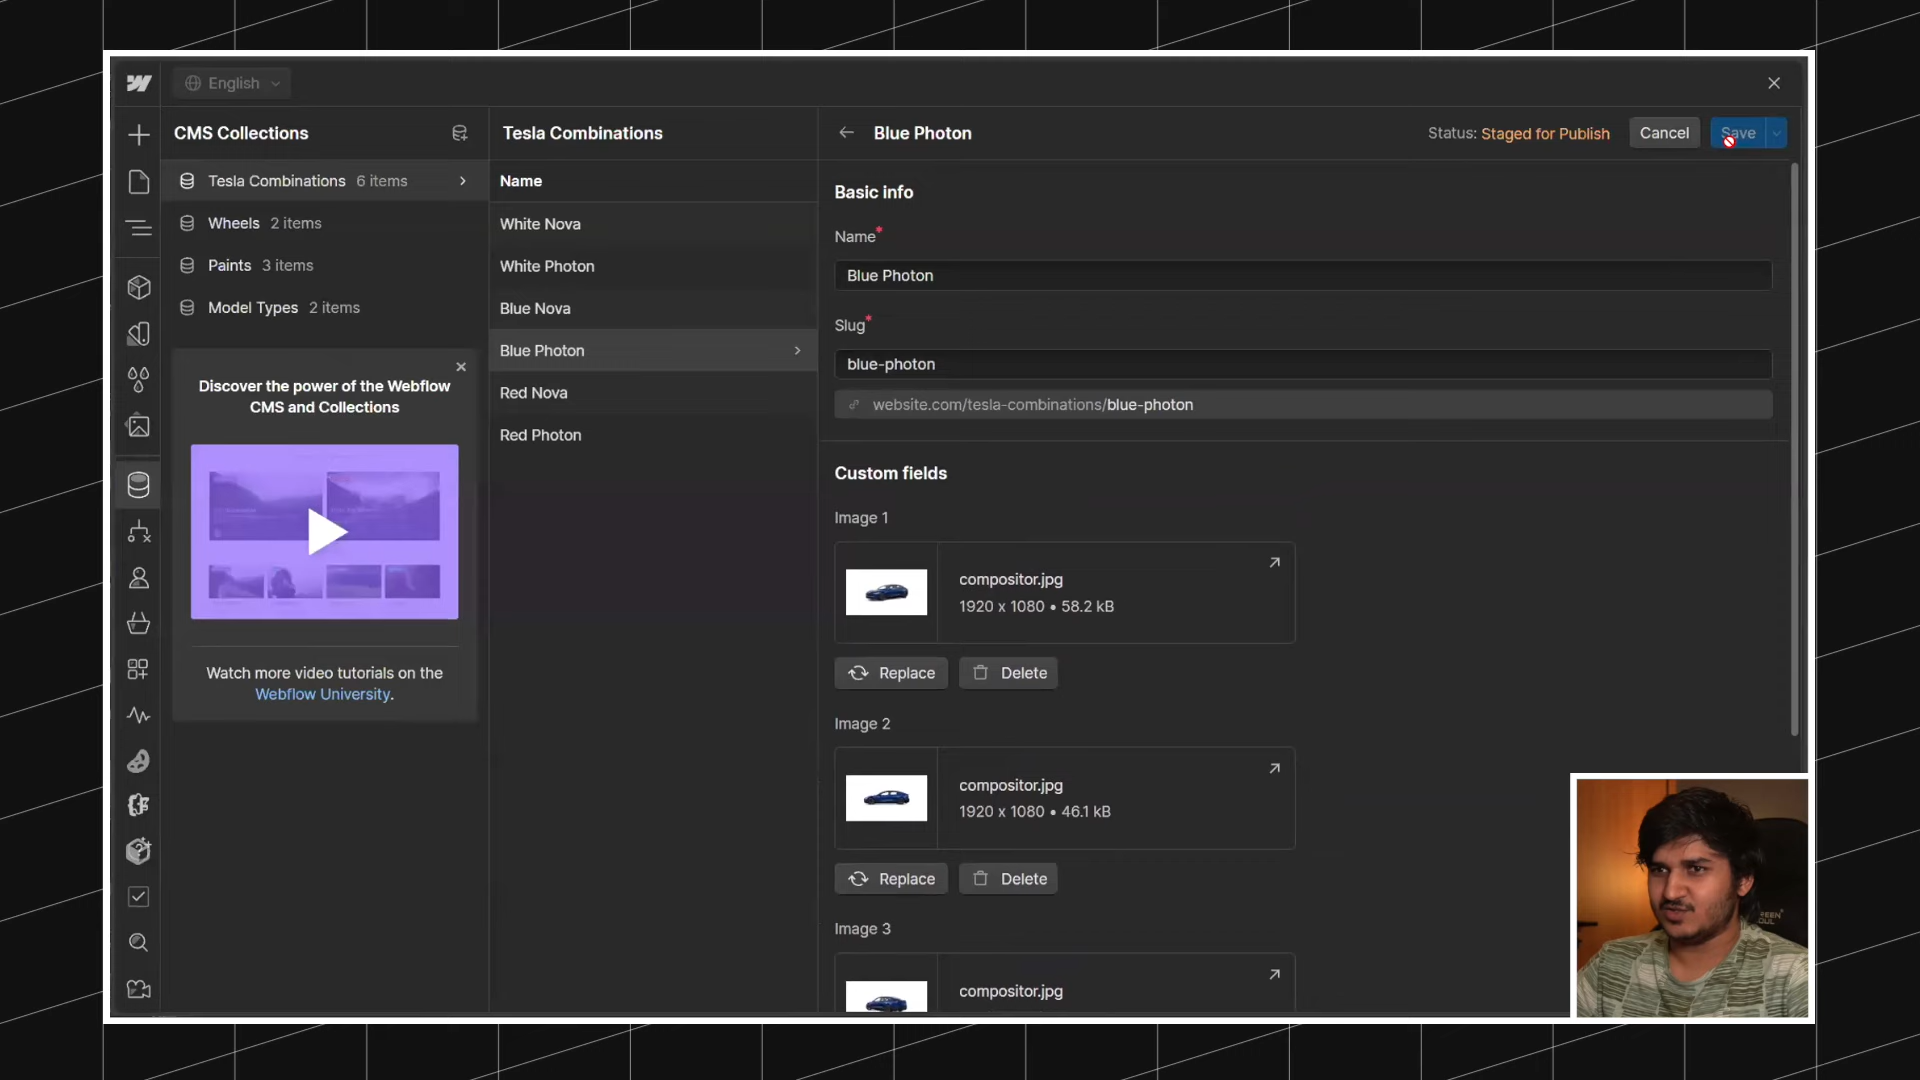 English
CMS Collections
Tesla Combinations 6 items
Wheels 2 items
Paints 3 items
Model Types 2 items
Discover the power of the Webflow
CMS and Collections
Watch more video tutorials on the
Webflow University.
Tesla Combinations
Name
White Nova
White Photon
Blue Nova
Blue Photon
Red Nova
Red Photon
Blue Photon
Status: Staged for Publish
Cancel
Save
Basic info
Name*
Blue Photon
Slug*
blue-photon
website.com/tesla-combinations/blue-photon
Custom fields
Image 1
compositor.jpg
1920 x 1080 • 58.2 kB
Replace
Delete
Image 2
compositor.jpg
1920 x 1080 • 46.1 kB
Replace
Delete
Image 3
compositor.jpg